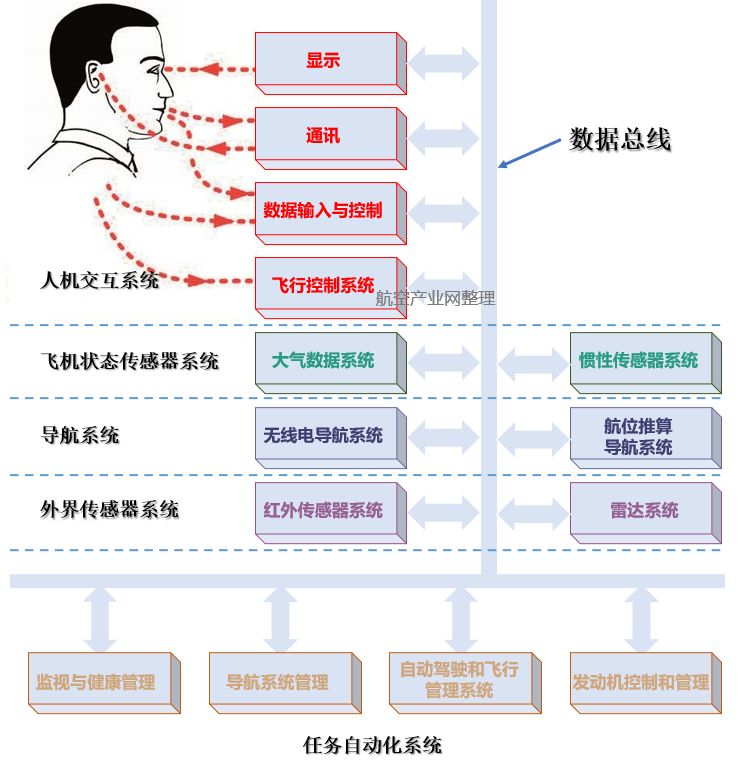 显示
通讯
数据总线
数据输入与控制
人机交互系统
飞行控制系统
航空产业网整理
飞机状态传感器系统
大气数据系统
惯性传感器系统
导航系统
无线电导航系统
航位推算
导航系统
外界传感器系统
红外传感器系统
雷达系统
监视与健康管理
导航系统管理
自动驾驶和飞行
管理系统
发动机控制和管理
任务自动化系统